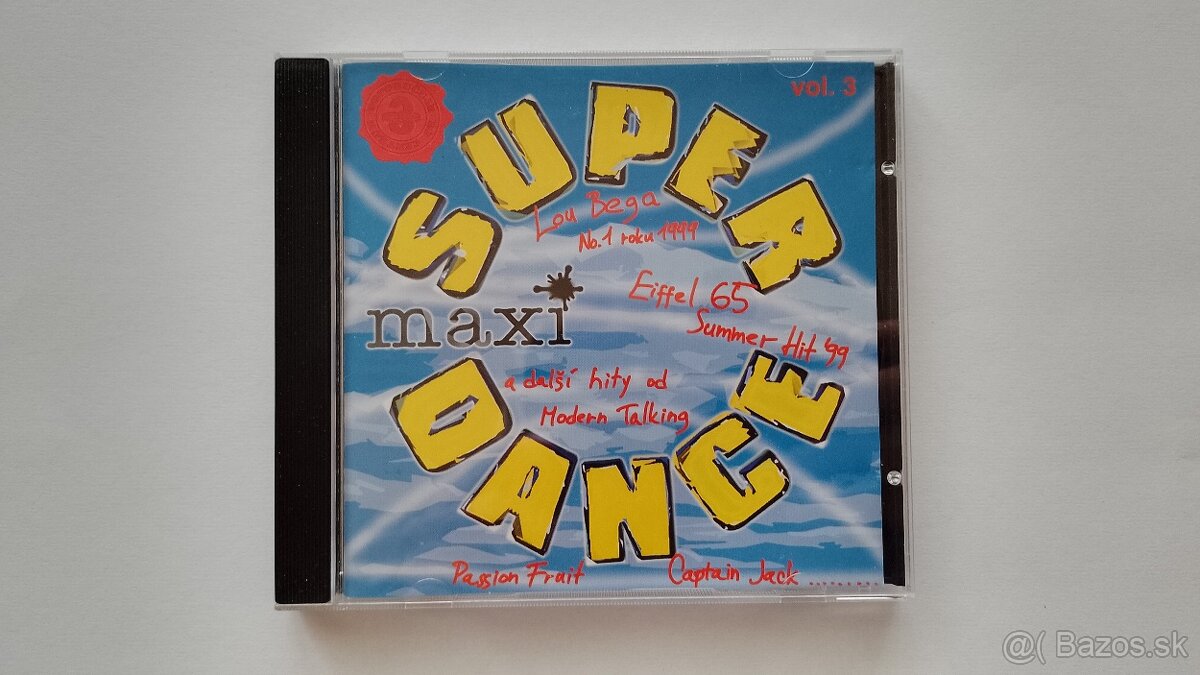 vol. 3
SUPER
Lou Bega
No.1 roku 1999
Eiffel 65
Summer Hit '99
maxi
a další hity od
Modern Talking
DANCE
Passion Frait
Captain Jack
@( Bazos.sk